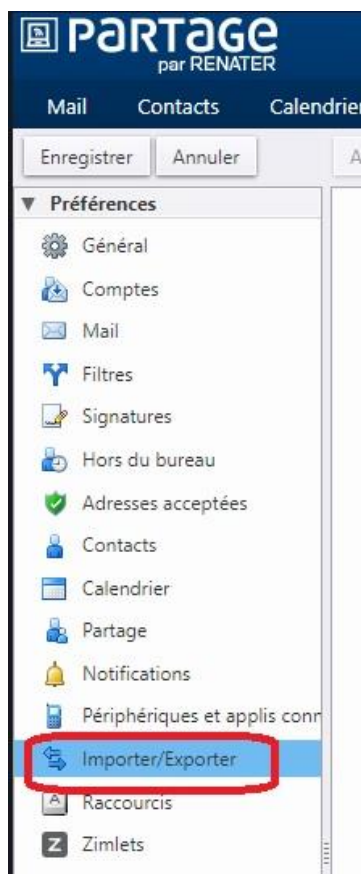 PARTAGE
par RENATER
Mail Contacts Calendrier
Enregistrer Annuler A
Préférences
Général
Comptes
Mail
Filtres
Signatures
Hors du bureau
Adresses acceptées
Contacts
Calendrier
Partage
Notifications
Périphériques et applis conn
Importer/Exporter
A Raccourcis
Z Zimlets